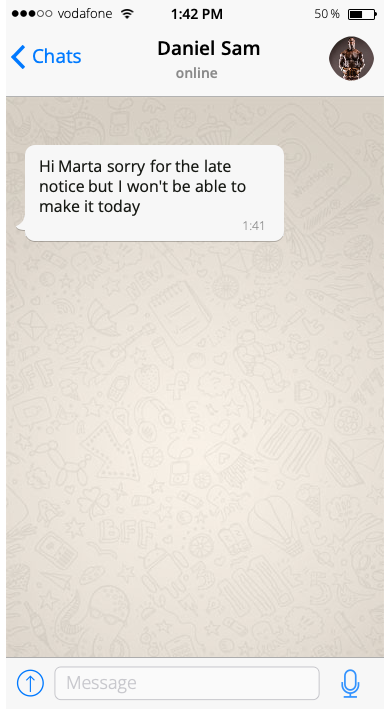 vodafone 1:42 PM 50 %
Chats Daniel Sam
online
Hi Marta sorry for the late
notice but I won't be able to
make it today
1:41
BFF
Message